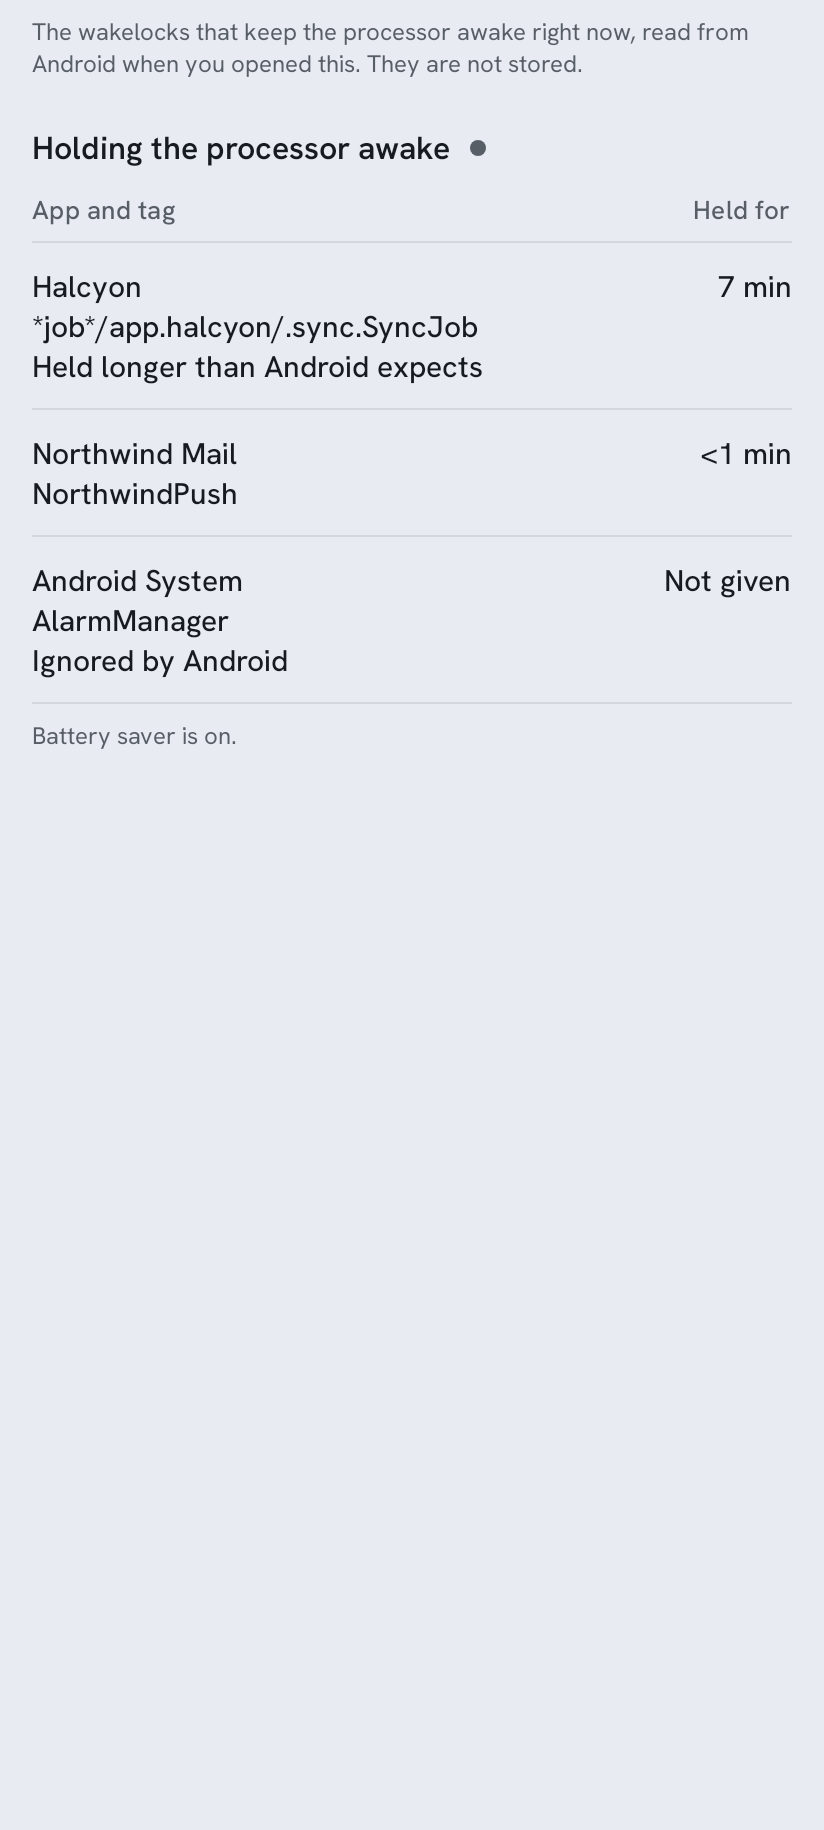 The wakelocks that keep the processor awake right now, read from
Android when you opened this. They are not stored.
Holding the processor awake
App and tag Held for
Halcyon 7 min
*job*/app.halcyon/.sync.SyncJob
Held longer than Android expects
Northwind Mail <1 min
NorthwindPush
Android System Not given
AlarmManager
Ignored by Android
Battery saver is on.